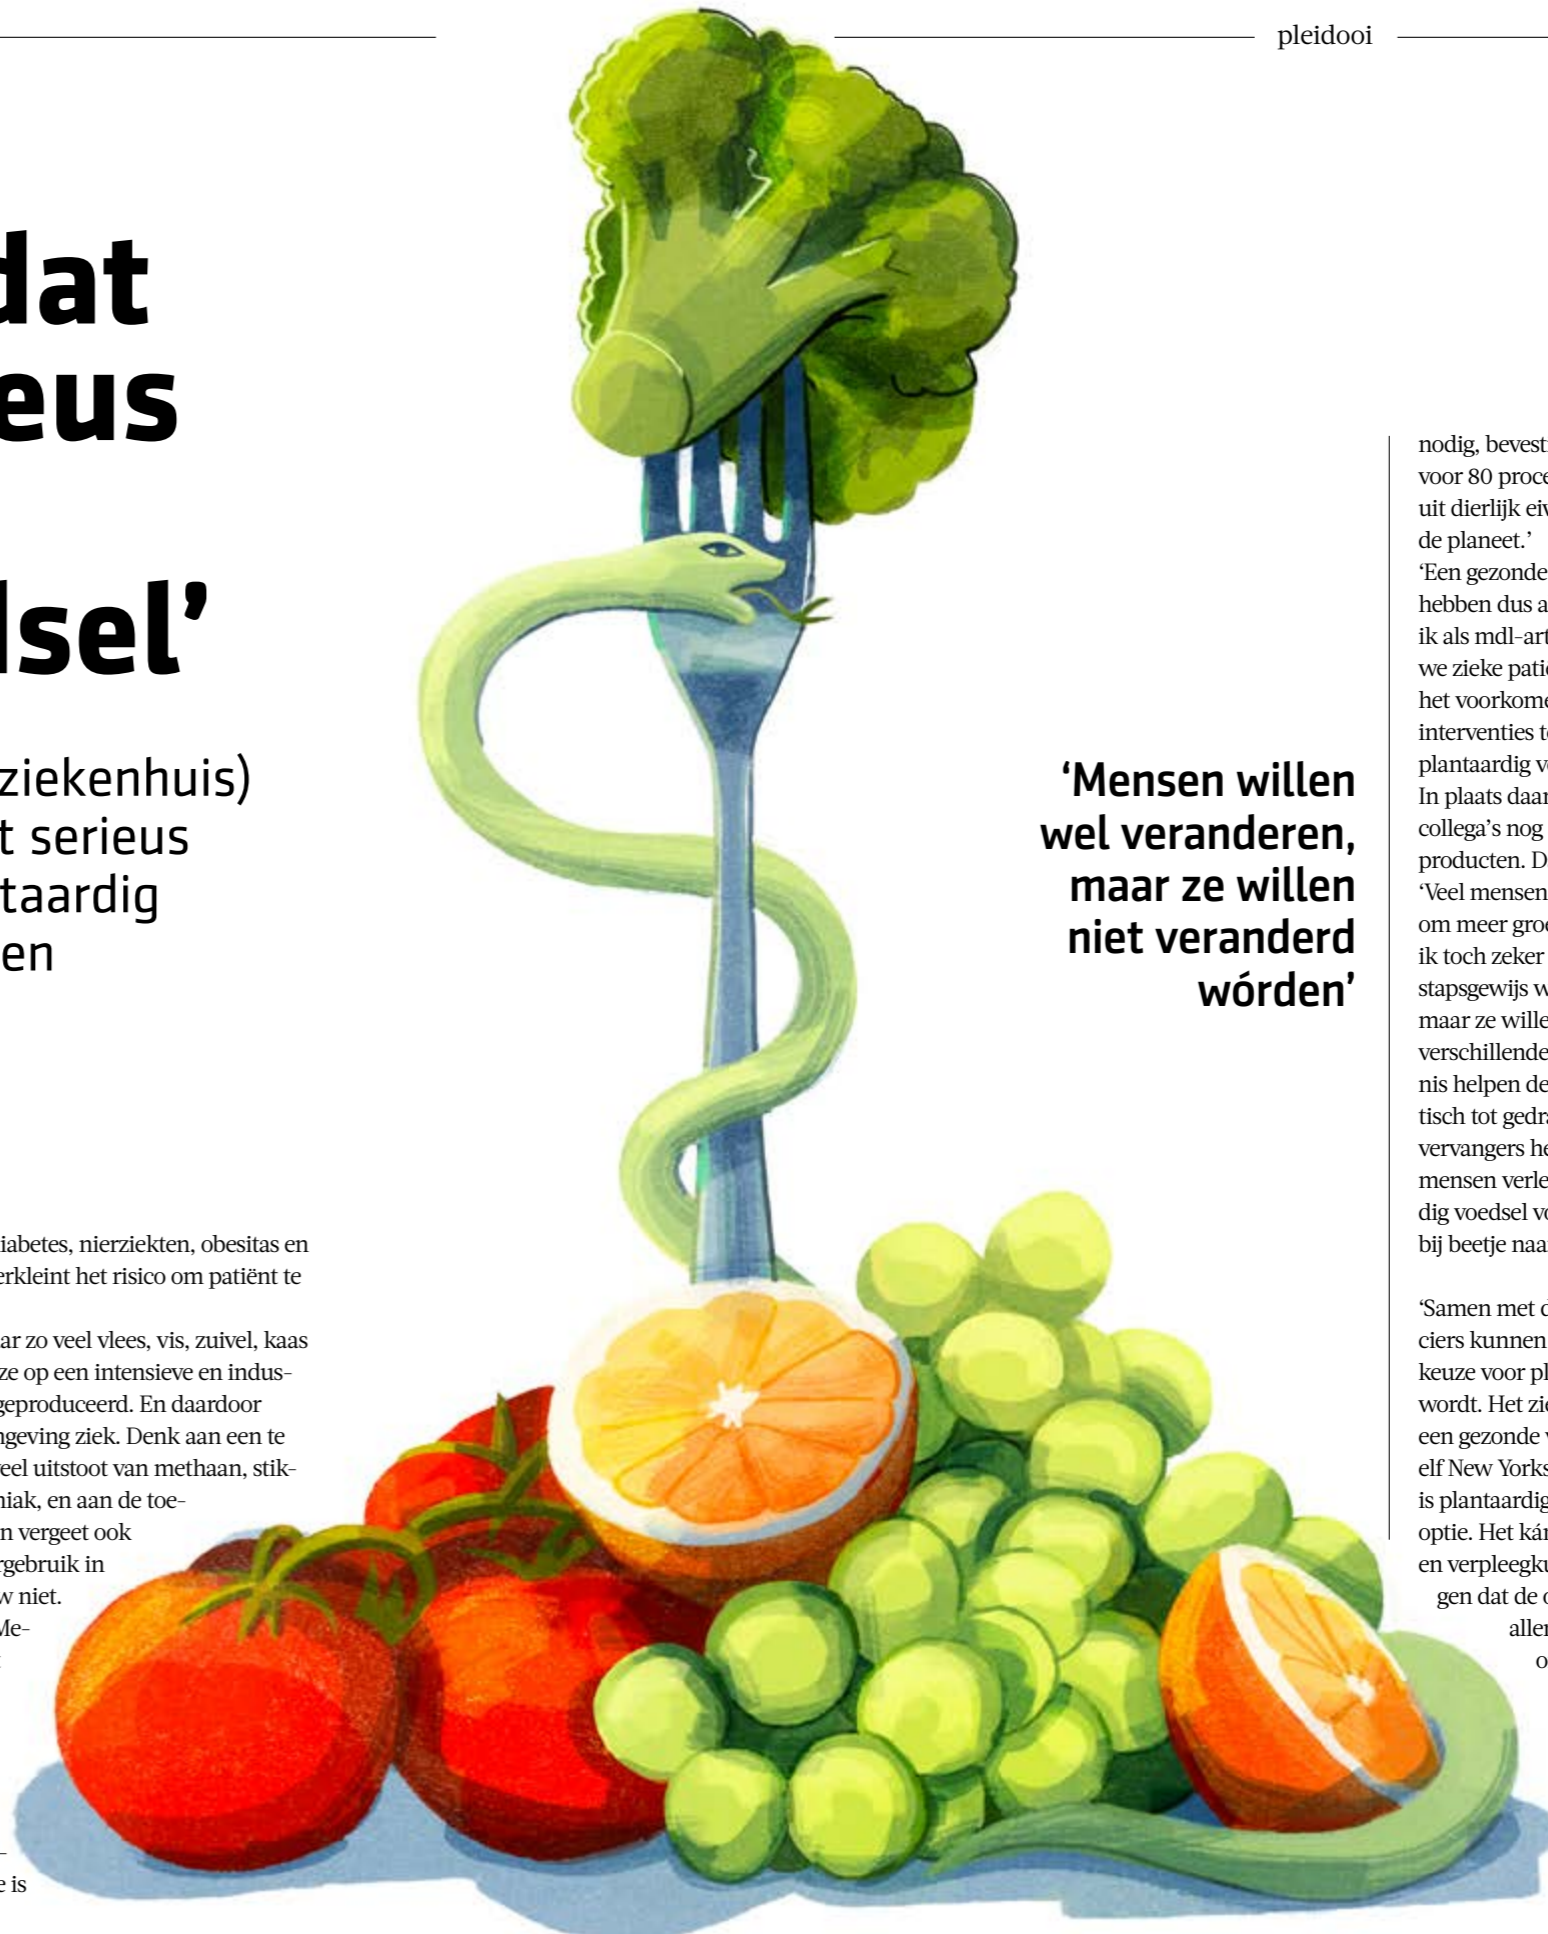 pleidooi
dat
eus
dsel’
ziekenhuis)
t serieus
taardig
en
iabetes, nierziekten, obesitas en
erkleint het risico om patiënt te
ar zo veel vlees, vis, zuivel, kaas
ze op een intensieve en indus-
geproduceerd. En daardoor
ngeving ziek. Denk aan een te
eel uitstoot van methaan, stik-
niak, en aan de toe-
n vergeet ook
rgebruik in
w niet.
Me-
e is
‘Mensen willen
wel veranderen,
maar ze willen
niet veranderd
wórden’
nodig, bevest
voor 80 proce
uit dierlijk eiv
de planeet.’
‘Een gezonde
hebben dus a
ik als mdl-art
we zieke patie
het voorkome
interventies te
plantaardig ve
In plaats daar
collega’s nog
producten. D
‘Veel mensen
om meer groe
ik toch zeker
stapsgewijs w
maar ze wille
verschillende
nis helpen de
tisch tot gedra
vervangers he
mensen verle
dig voedsel vo
bij beetje naa
‘Samen met d
ciers kunnen
keuze voor pl
wordt. Het zie
een gezonde v
elf New Yorks
is plantaardig
optie. Het kán
en verpleegku
gen dat de o
aller
o